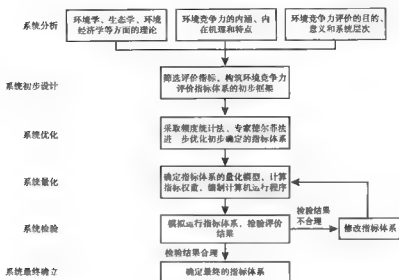 系统分析
环境学、生态学、环境
经济学等方面的理论
环境竞争力的内涵、内
在机理和特点
环境竞争力评价的目的、
意义和系统层次
系统初步设计
筛选评价指标、构筑环境竞争力
评价指标体系的初步框架
系统优化
采取频度统计法、专家德尔菲法
进一步优化初步确定的指标体系
系统量化
确定指标体系的量化模型、计算
指标权重、编制计算机运行程序
系统检验
模拟运行指标体系、检验评价
结果
检验结果
不合理
修改指标体系
检验结果合理
系统最终确立
确定最终的指标体系